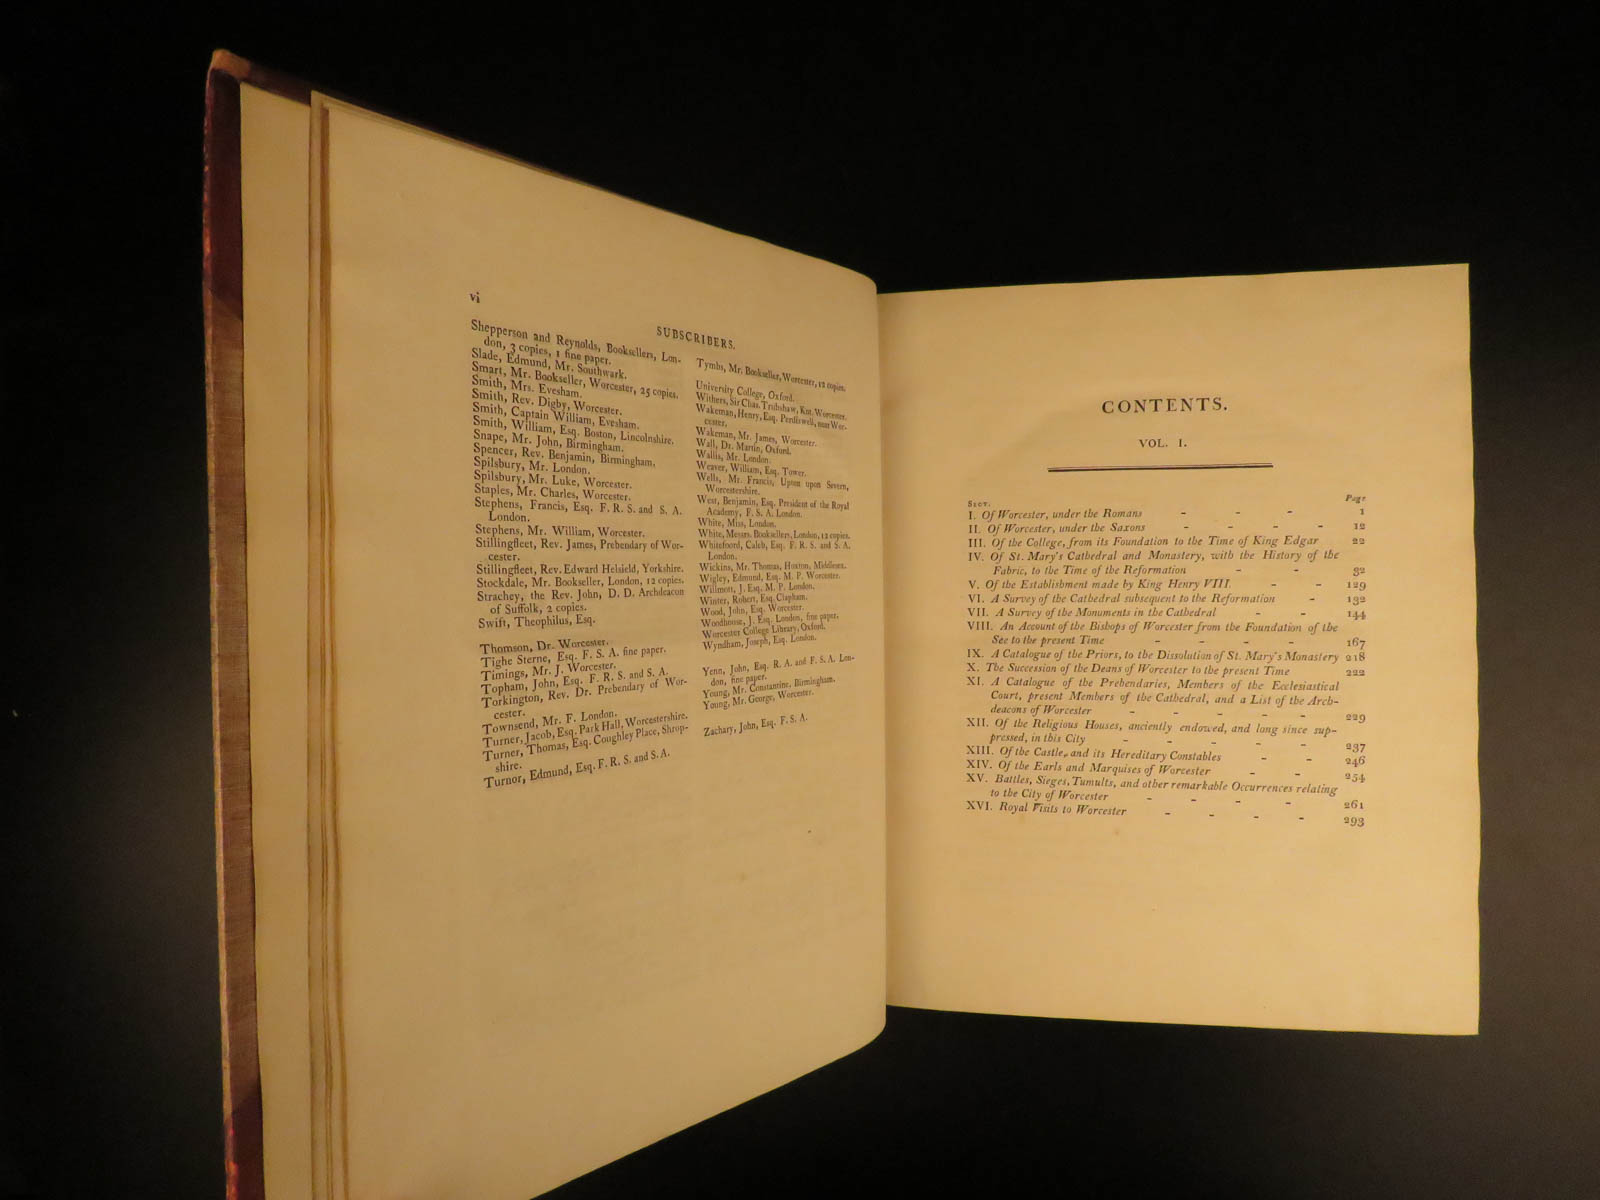 vi
SUBSCRIBERS.
Shepperson and Reynolds, Booksellers, Lon-
don, 3 copies, 1 fine paper.
Slade, Edmund, Mr. Southwark.
Smart, Mr. Bookseller, Worcester, 25 copies.
Smith, Mrs. Evesham.
Smith, Rev. Digby, Worcester.
Smith, Captain William, Evesham.
Smith, William, Esq. Boston, Lincolnshire.
Snape, Mr. John, Birmingham.
Spencer, Rev. Benjamin, Birmingham.
Spilsbury, Mr. London.
Spilsbury, Mr. Luke, Worcester.
Staples, Mr. Charles, Worcester.
Stephens, Francis, Esq. F. R. S. and S. A.
London.
Stephens, Mr. William, Worcester.
Stillingfleet, Rev. James, Prebendary of Wor-
cester.
Stillingfleet, Rev. Edward Helsield, Yorkshire.
Stockdale, Mr. Bookseller, London, 12 copies.
Strachey, the Rev. John, D. D. Archdeacon
of Suffolk, 2 copies.
Swift, Theophilus, Esq.
Thomson, Dr. Worcester.
Tighe Sterne, Esq. F. S. A. fine paper.
Timings, Mr. J. Worcester.
Topham, John, Esq. F. R. S. and S. A.
Torkington, Rev. Dr. Prebendary of Wor-
cester.
Townsend, Mr. F. London.
Turner, Jacob, Esq. Park Hall, Worcestershire.
Turner, Thomas, Esq. Coughley Place, Shrop-
shire.
Turnor, Edmund, Esq. F. R. S. and S. A.
Tymbs, Mr. Bookseller, Worcester, 12 copies.
University College, Oxford.
Withers, Sir Chas. Trubshaw, Knt. Worcester.
Wakeman, Henry, Esq. Perdiswell, near Wor-
cester.
Wakeman, Mr. James, Worcester.
Wall, Dr. Martin, Oxford.
Wallis, Mr. London.
Weaver, William, Esq. Tower.
Wells, Mr. Francis, Upton upon Severn,
Worcestershire.
West, Benjamin, Esq. President of the Royal
Academy, F. S. A. London.
White, Miss, London.
White, Messrs. Booksellers, London, 12 copies.
Whitefoord, Caleb, Esq. F. R. S. and S. A.
London.
Wickins, Mr. Thomas, Hoxton, Middlesex.
Wigley, Edmund, Esq. M. P. Worcester.
Willmott, J. Esq. M. P. London.
Winter, Robert, Esq. Clapham.
Wood, John, Esq. Worcester.
Woodhouse, J. Esq. London, fine paper.
Worcester College Library, Oxford.
Wyndham, Joseph, Esq. London.
Yenn, John, Esq. R. A. and F. S. A. Lon-
don, fine paper.
Young, Mr. Constantine, Birmingham.
Young, Mr. George, Worcester.
Zachary, John, Esq. F. S. A.
CONTENTS.
VOL. I.
SECT. Page
I. Of Worcester, under the Romans - - - 1
II. Of Worcester, under the Saxons - - - - 12
III. Of the College, from its Foundation to the Time of King Edgar 22
IV. Of St. Mary's Cathedral and Monastery, with the History of the
Fabric, to the Time of the Reformation - - 32
V. Of the Establishment made by King Henry VIII. - - 129
VI. A Survey of the Cathedral subsequent to the Reformation - 132
VII. A Survey of the Monuments in the Cathedral - - 144
VIII. An Account of the Bishops of Worcester from the Foundation of the
See to the present Time - - - - - 167
IX. A Catalogue of the Priors, to the Dissolution of St. Mary's Monastery 218
X. The Succession of the Deans of Worcester to the present Time 222
XI. A Catalogue of the Prebendaries, Members of the Ecclesiastical
Court, present Members of the Cathedral, and a List of the Arch-
deacons of Worcester - - - - - 229
XII. Of the Religious Houses, anciently endowed, and long since sup-
pressed, in this City - - - - - 237
XIII. Of the Castle, and its Hereditary Constables - - 246
XIV. Of the Earls and Marquises of Worcester - - 254
XV. Battles, Sieges, Tumults, and other remarkable Occurrences relating
to the City of Worcester - - - - 261
XVI. Royal Visits to Worcester - - - - 293